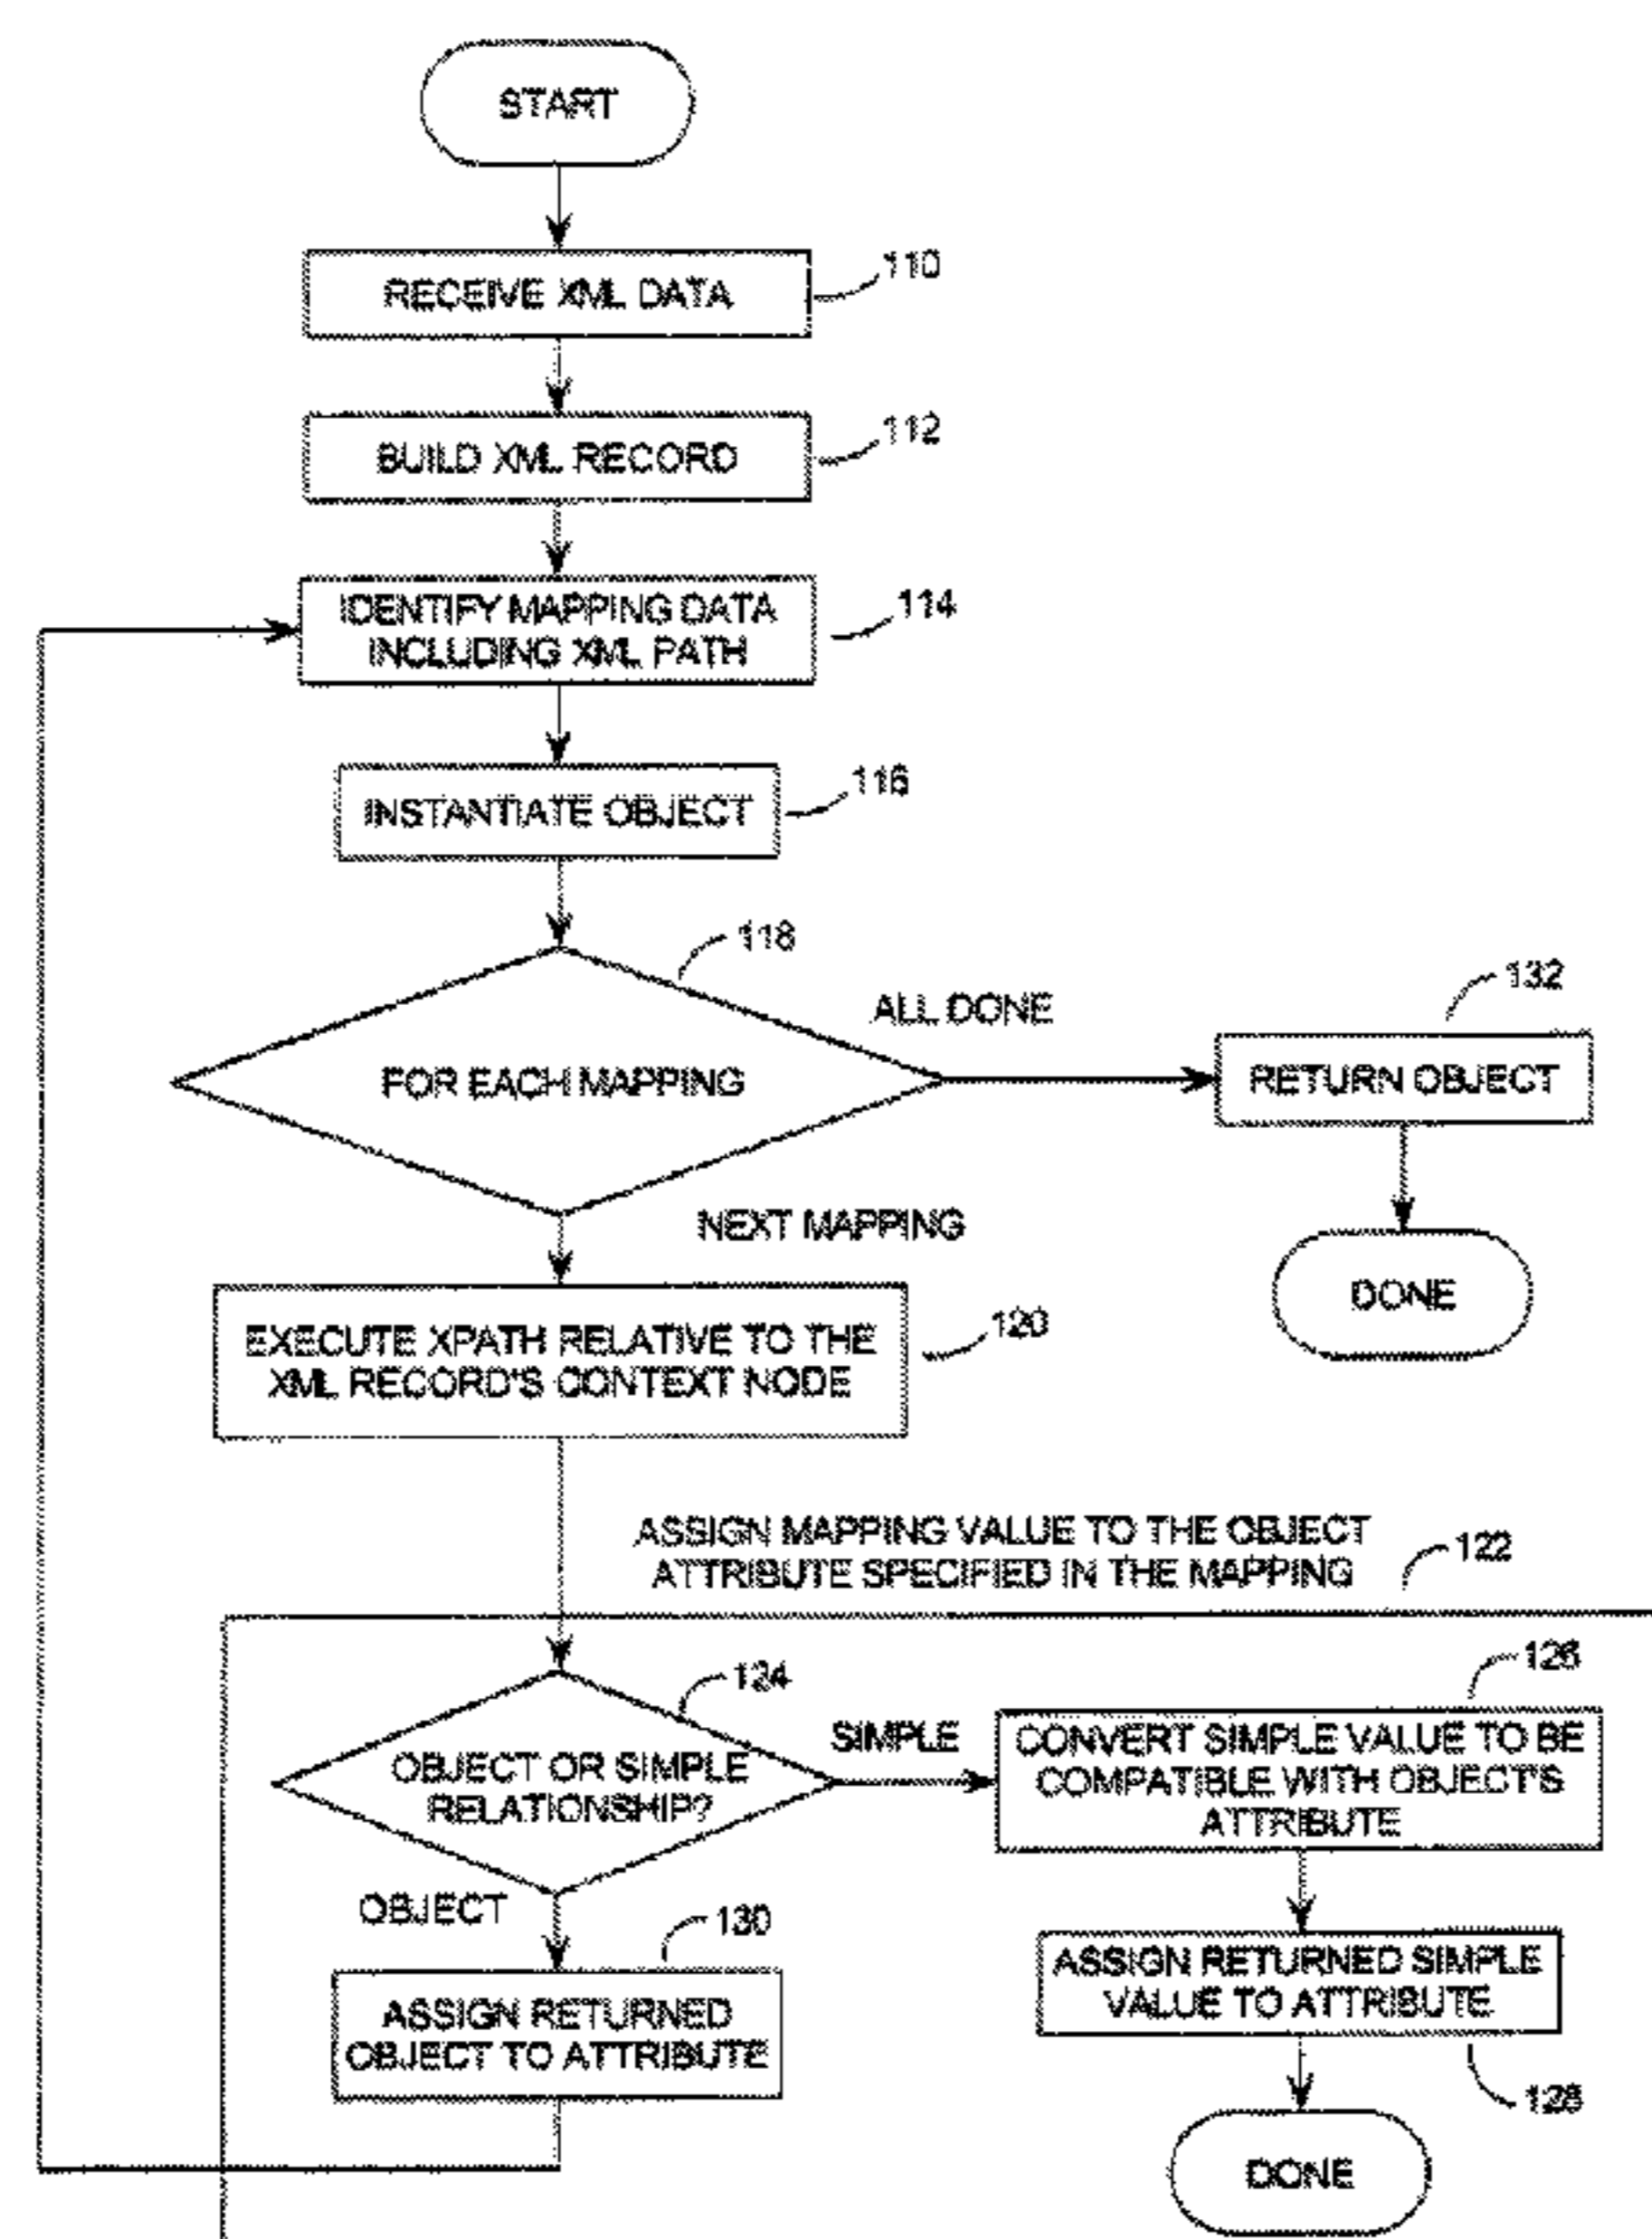 START
RECEIVE XML DATA
110
BUILD XML RECORD
112
IDENTIFY MAPPING DATA
INCLUDING XML PATH
114
INSTANTIATE OBJECT
116
118
FOR EACH MAPPING
ALL DONE
132
RETURN OBJECT
DONE
NEXT MAPPING
EXECUTE XPATH RELATIVE TO THE
XML RECORD'S CONTEXT NODE
120
ASSIGN MAPPING VALUE TO THE OBJECT
ATTRIBUTE SPECIFIED IN THE MAPPING
122
124
OBJECT OR SIMPLE
RELATIONSHIP?
SIMPLE
126
CONVERT SIMPLE VALUE TO BE
COMPATIBLE WITH OBJECT'S
ATTRIBUTE
OBJECT
130
ASSIGN RETURNED
OBJECT TO ATTRIBUTE
ASSIGN RETURNED SIMPLE
VALUE TO ATTRIBUTE
128
DONE